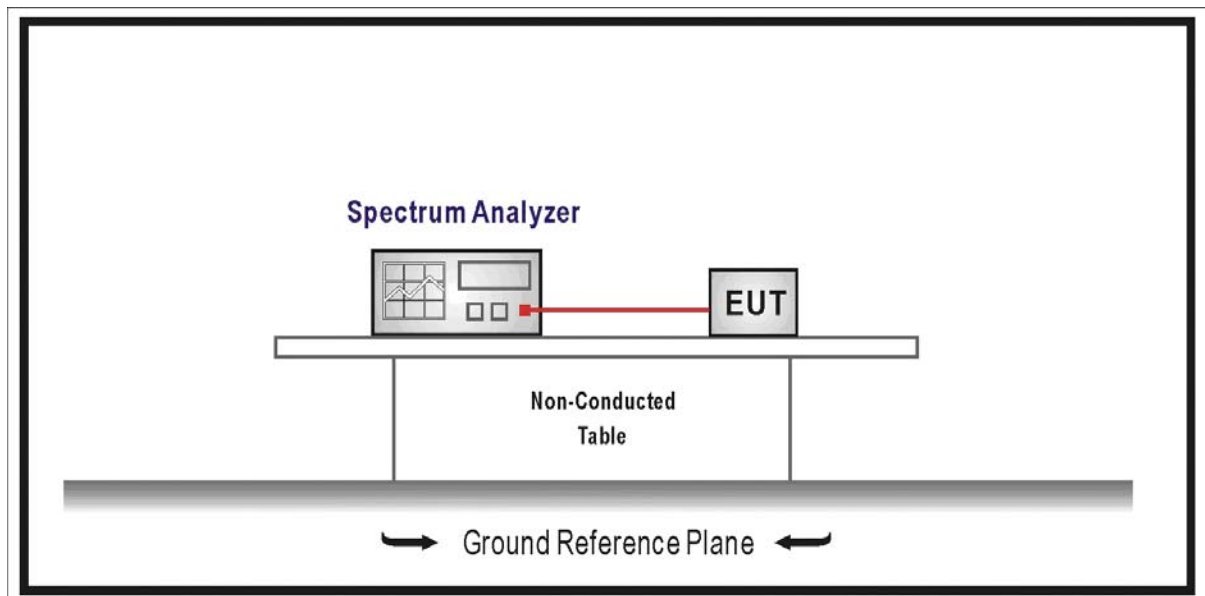 Spectrum Analyzer
EUT
Non-Conducted
Table
Ground Reference Plane